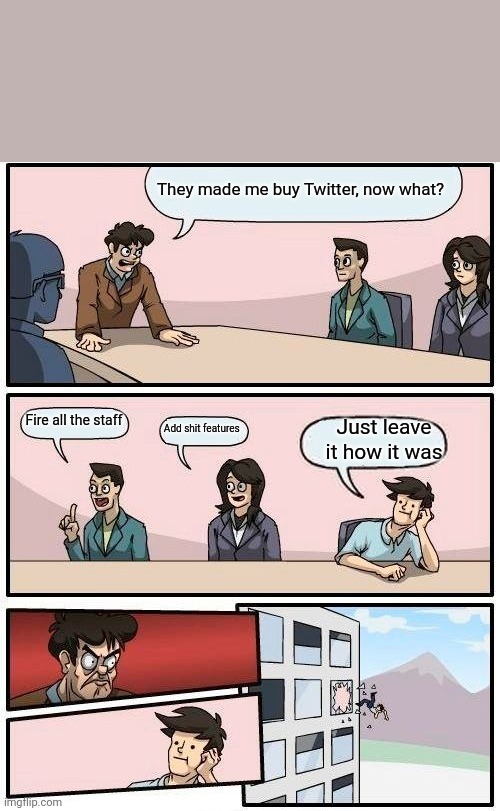 They made me buy Twitter, now what?
Fire all the staff
Add shit features
Just leave
it how it was
imgflip.com